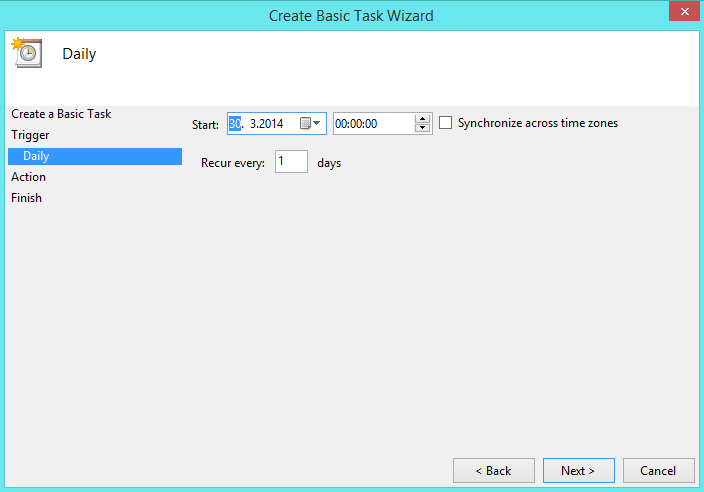 Create Basic Task Wizard
Daily
Create a Basic Task
Trigger
Daily
Action
Finish
Start: 30. 3.2014 00:00:00 Synchronize across time zones
Recur every: 1 days
< Back Next > Cancel